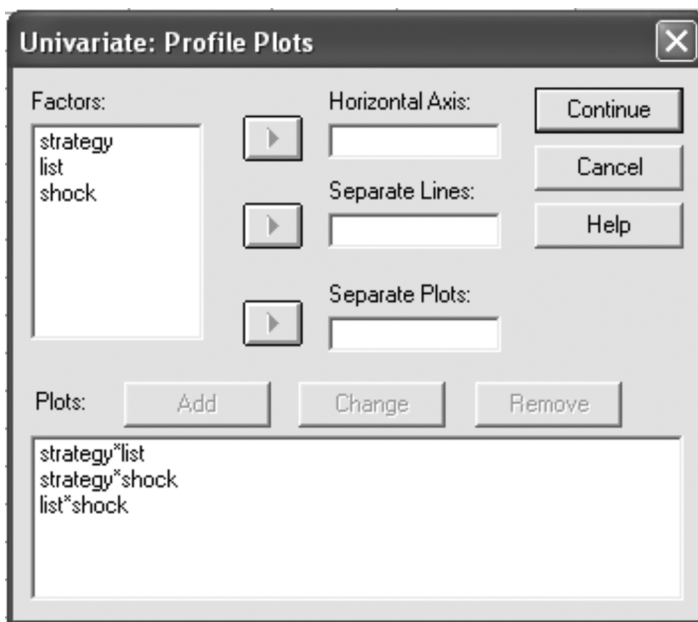 Univariate: Profile Plots
Factors:
strategy
list
shock
Horizontal Axis:
Separate Lines:
Separate Plots:
Continue
Cancel
Help
Plots:
Add
Change
Remove
strategy*list
strategy*shock
list*shock